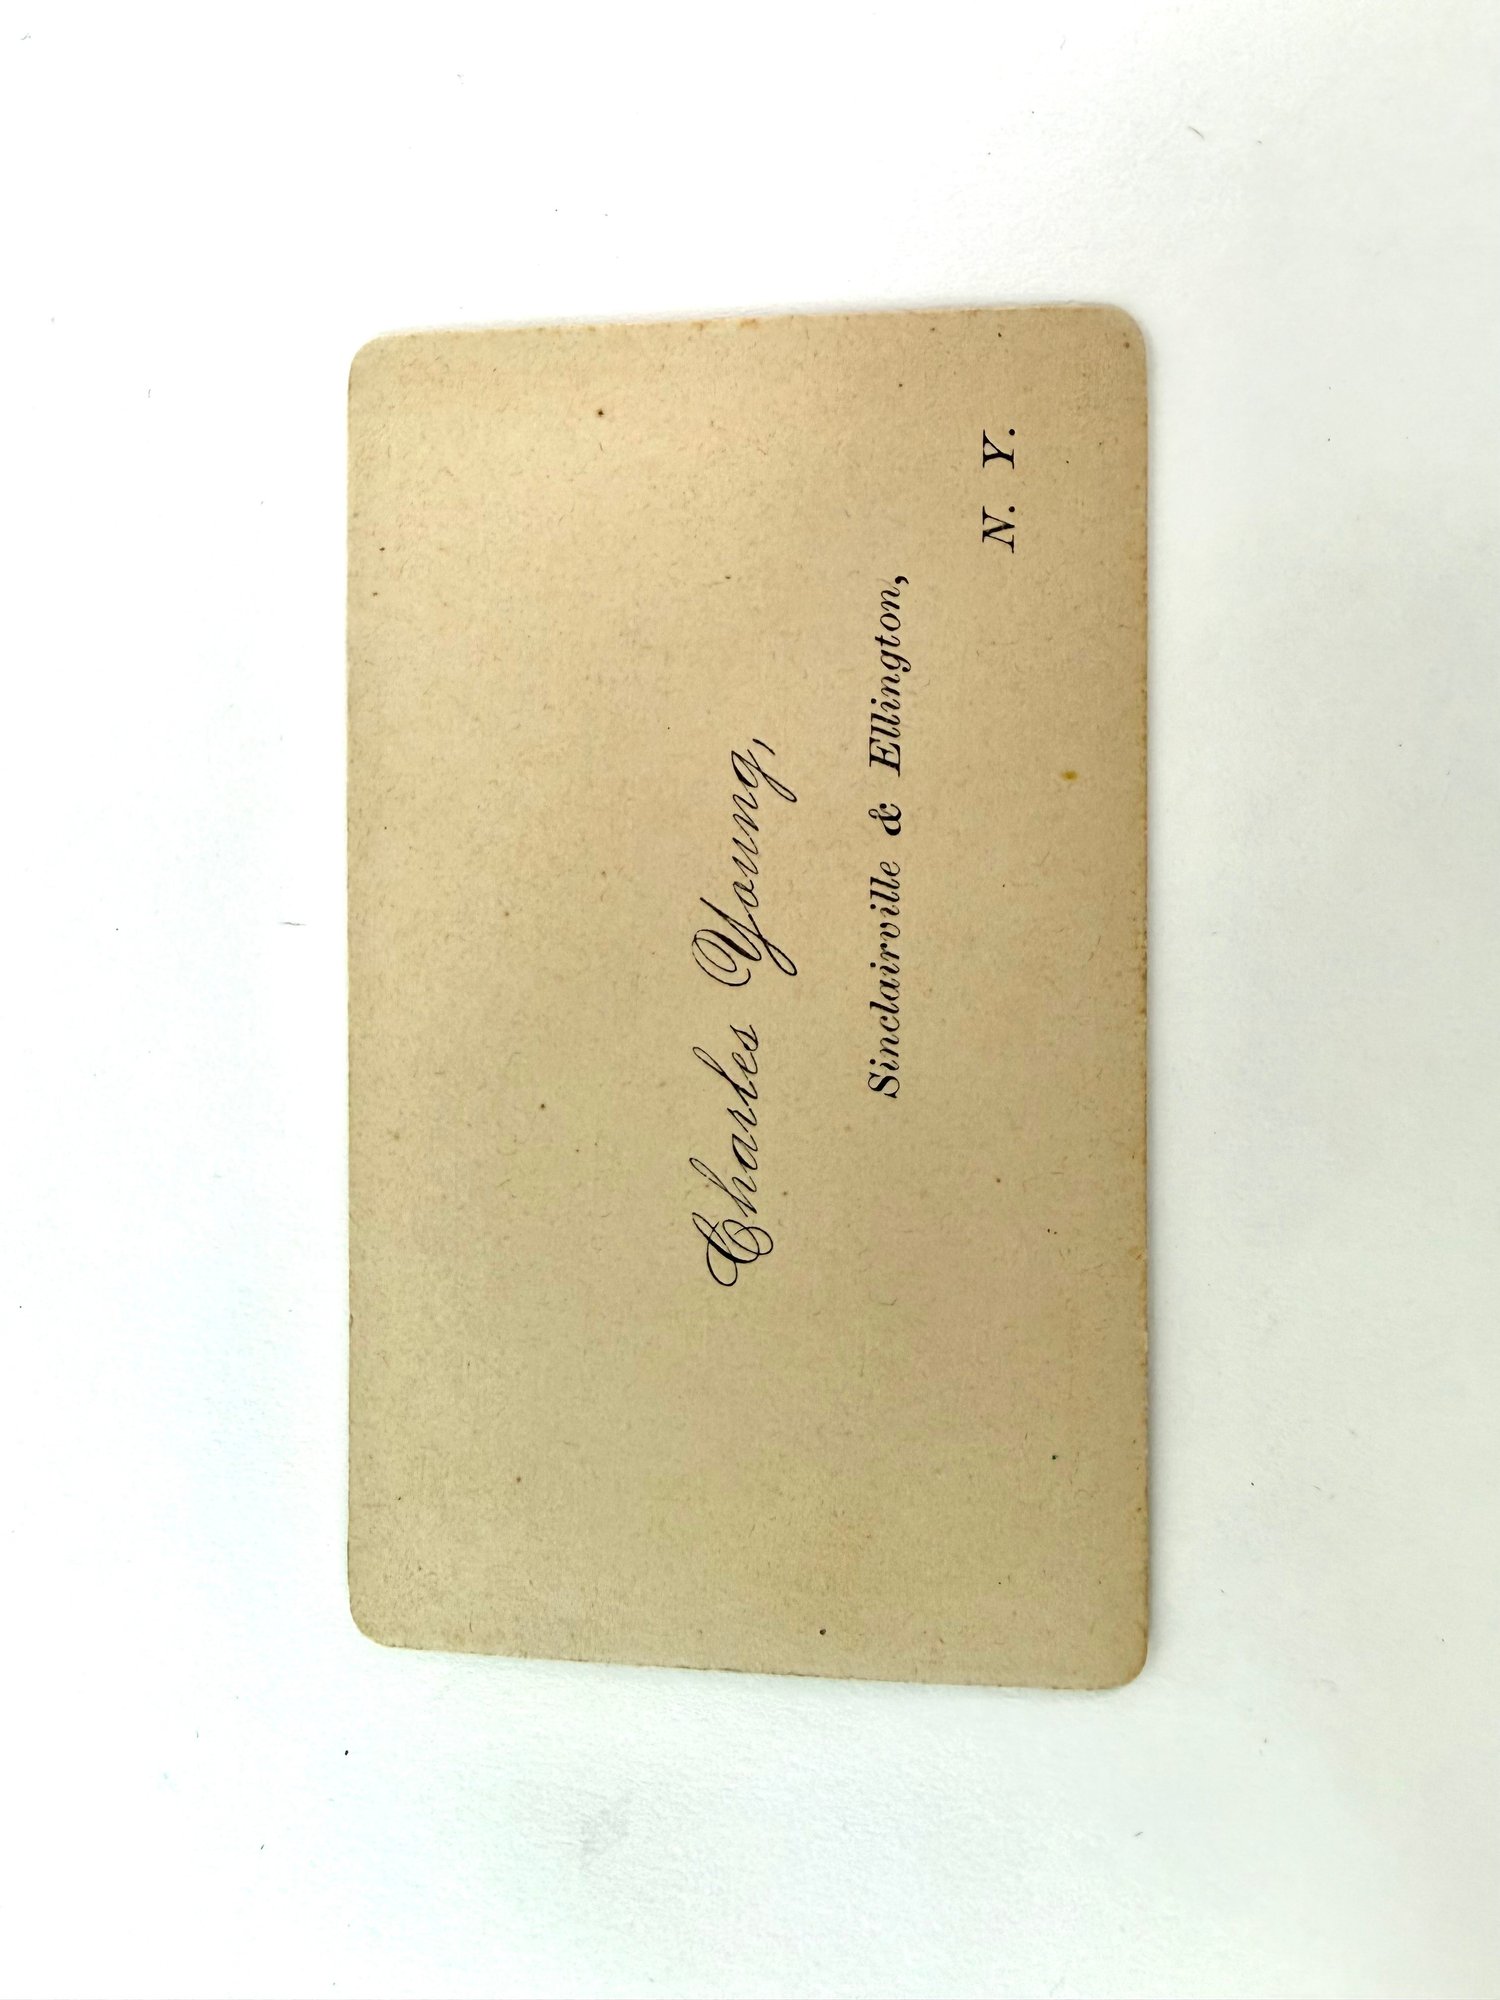 Charles Young,
Sinclairville & Ellington,
N. Y.